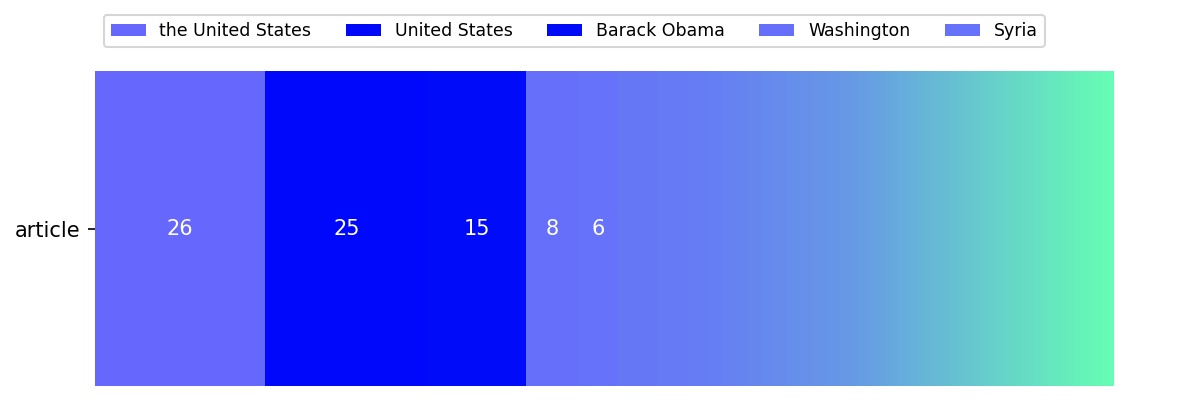 the United States United States Barack Obama Washington Syria
article 26 25 15 8 6